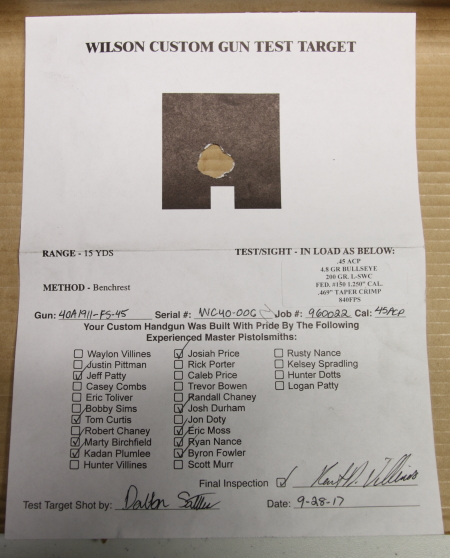 WILSON CUSTOM GUN TEST TARGET
RANGE - 15 YDS
METHOD - Benchrest
TEST/SIGHT - IN LOAD AS BELOW:
.45 ACP
4.8 GR BULLSEYE
200 GR. L-SWC
FED. #150 1.250" CAL.
.469" TAPER CRIMP
840FPS
Gun: 40A1911-FS-45 Serial #: WC40-006 Job #: 960022 Cal: 45ACP
Your Custom Handgun Was Built With Pride By The Following
Experienced Master Pistolsmiths:
Waylon Villines
Justin Pittman
Jeff Patty
Casey Combs
Eric Toliver
Bobby Sims
Tom Curtis
Robert Chaney
Marty Birchfield
Kadan Plumlee
Hunter Villines
Josiah Price
Rick Porter
Caleb Price
Trevor Bowen
Randall Chaney
Josh Durham
Jon Doty
Eric Moss
Ryan Nance
Byron Fowler
Scott Murr
Rusty Nance
Kelsey Spradling
Hunter Dotts
Logan Patty
Final Inspection Villines
Test Target Shot by: Dalton
Date: 9-28-17